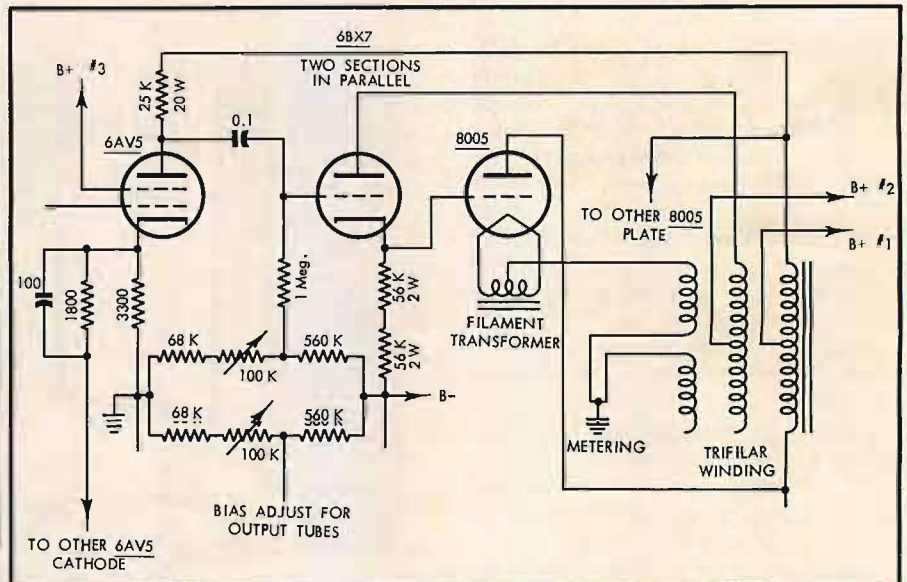 6BX7
TWO SECTIONS
IN PARALLEL
B+ #3
25 K
20 W
0.1
6AV5
8005
B+ #2
TO OTHER 8005
PLATE
B+ #1
100
1800
3300
1 Meg.
56 K
2 W
56 K
2 W
FILAMENT
TRANSFORMER
68 K
100 K
560 K
B-
68 K
100 K
560 K
METERING
TRIFILAR
WINDING
BIAS ADJUST FOR
OUTPUT TUBES
TO OTHER 6AV5
CATHODE